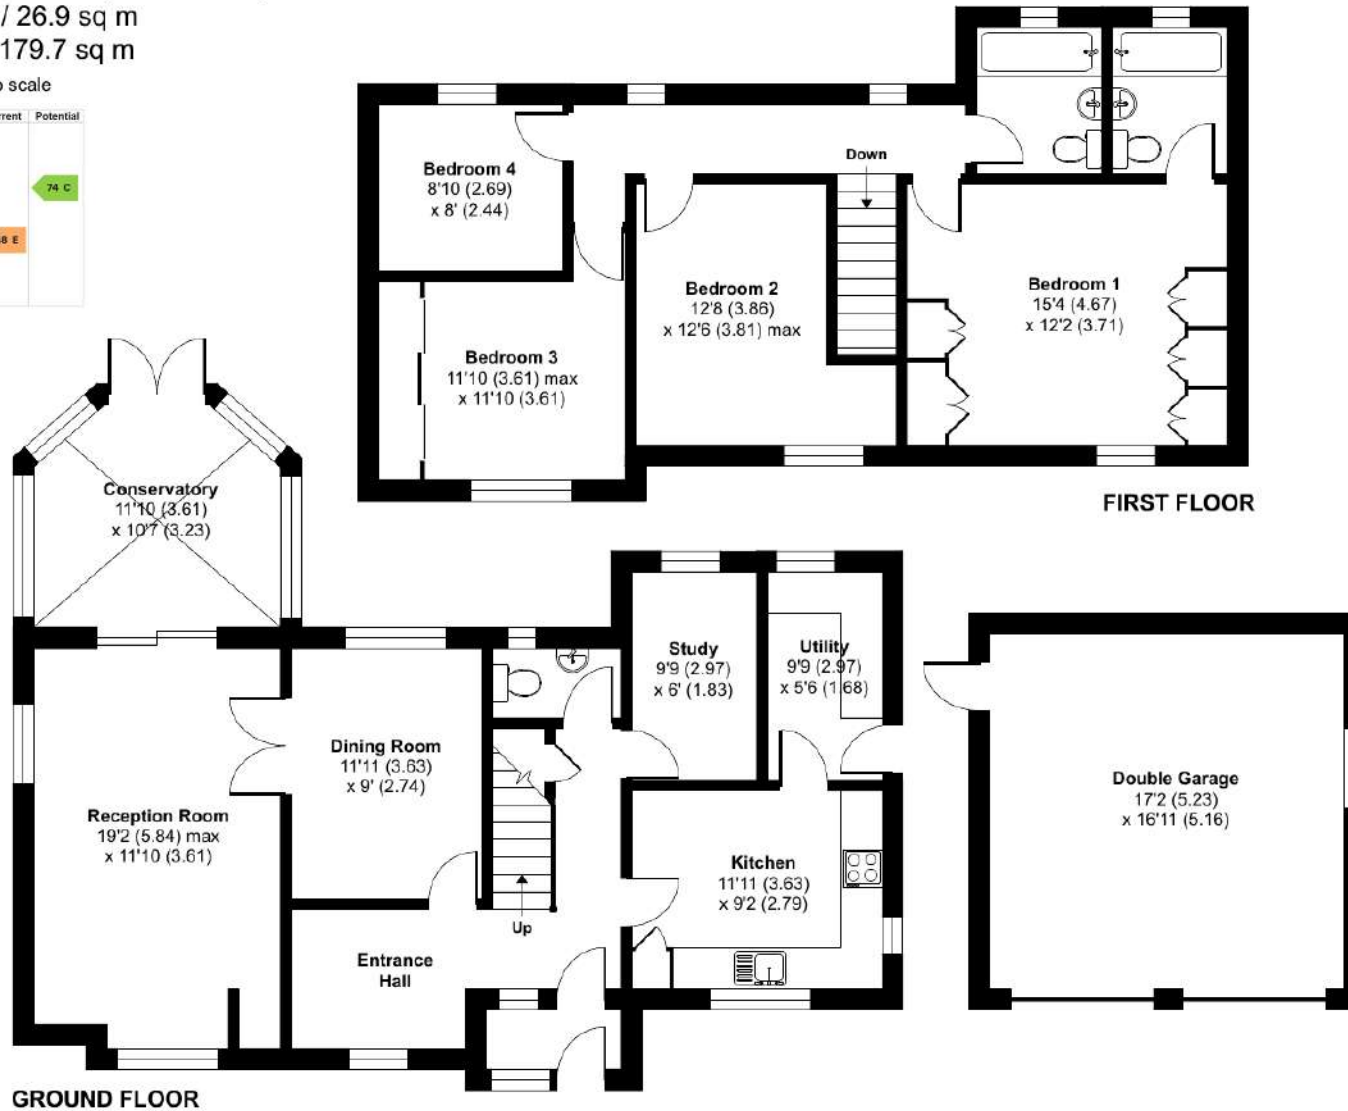 / 26.9 sq m
179.7 sq m
scale
Potential
74 C
E
Bedroom 4
8'10 (2.69)
x 8' (2.44)
Down
Bedroom 2
12'8 (3.86)
x 12'6 (3.81) max
Bedroom 1
15'4 (4.67)
x 12'2 (3.71)
Bedroom 3
11'10 (3.61) max
x 11'10 (3.61)
FIRST FLOOR
Conservatory
11'10 (3.61)
x 10'7 (3.23)
Study
9'9 (2.97)
x 6' (1.83)
Utility
9'9 (2.97)
x 5'6 (1.68)
Dining Room
11'11 (3.63)
x 9' (2.74)
Double Garage
17'2 (5.23)
x 16'11 (5.16)
Reception Room
19'2 (5.84) max
x 11'10 (3.61)
Kitchen
11'11 (3.63)
x 9'2 (2.79)
Up
Entrance
Hall
GROUND FLOOR